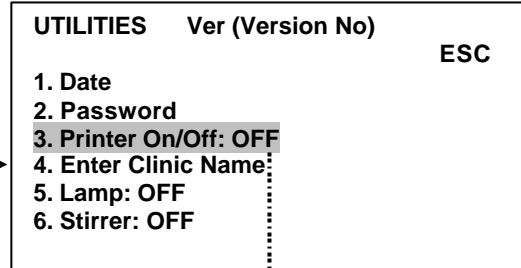 UTILITIES Ver (Version No)
ESC
1. Date
2. Password
3. Printer On/Off: OFF
4. Enter Clinic Name
5. Lamp: OFF
6. Stirrer: OFF